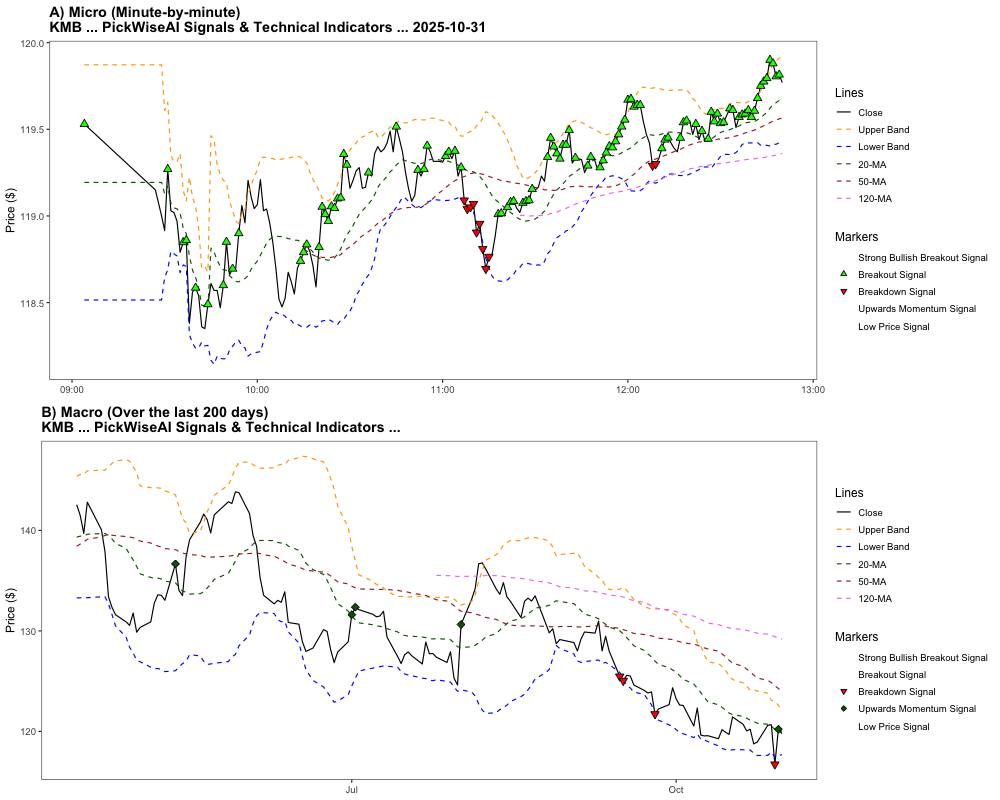 A) Micro (Minute-by-minute)
KMB ... PickWiseAI Signals & Technical Indicators ... 2025-10-31
120.0
119.5
119.0
118.5
Price ($)
09:00
10:00
11:00
12:00
13:00
Lines
Close
Upper Band
Lower Band
20-MA
50-MA
120-MA
Markers
Strong Bullish Breakout Signal
Breakout Signal
Breakdown Signal
Upwards Momentum Signal
Low Price Signal
B) Macro (Over the last 200 days)
KMB ... PickWiseAI Signals & Technical Indicators ...
140
130
120
Price ($)
Jul
Oct
Lines
Close
Upper Band
Lower Band
20-MA
50-MA
120-MA
Markers
Strong Bullish Breakout Signal
Breakout Signal
Breakdown Signal
Upwards Momentum Signal
Low Price Signal